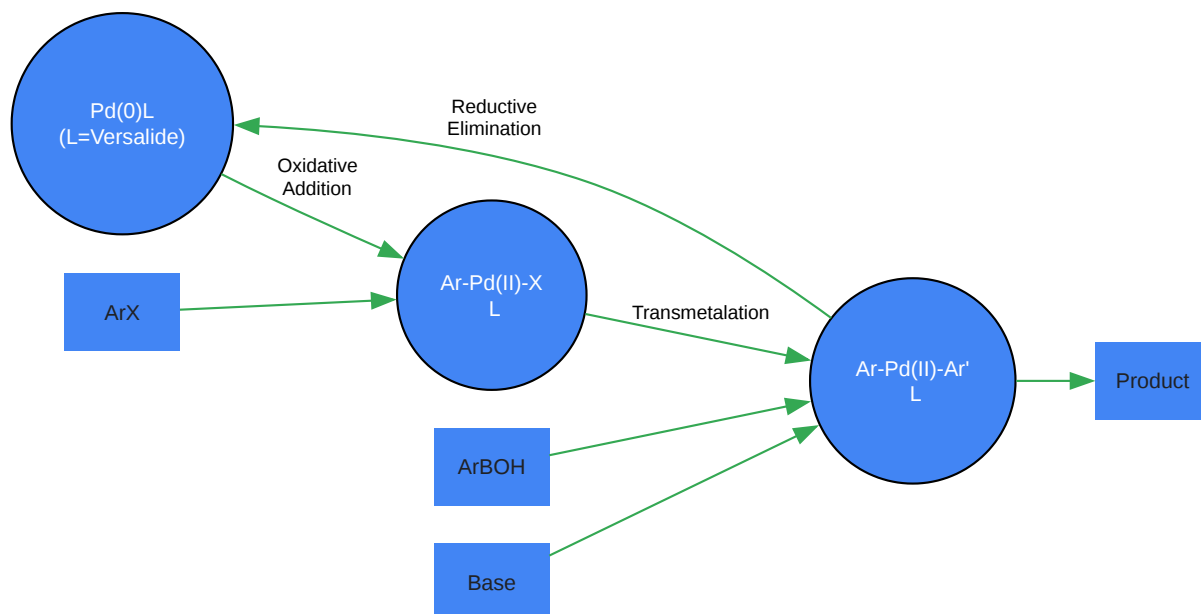 Pd(0)L
(L=Versalide)
Reductive
Elimination
Oxidative
Addition
ArX
Ar-Pd(II)-X
L
Transmetalation
Ar-Pd(II)-Ar'
L
Product
ArBOH
Base